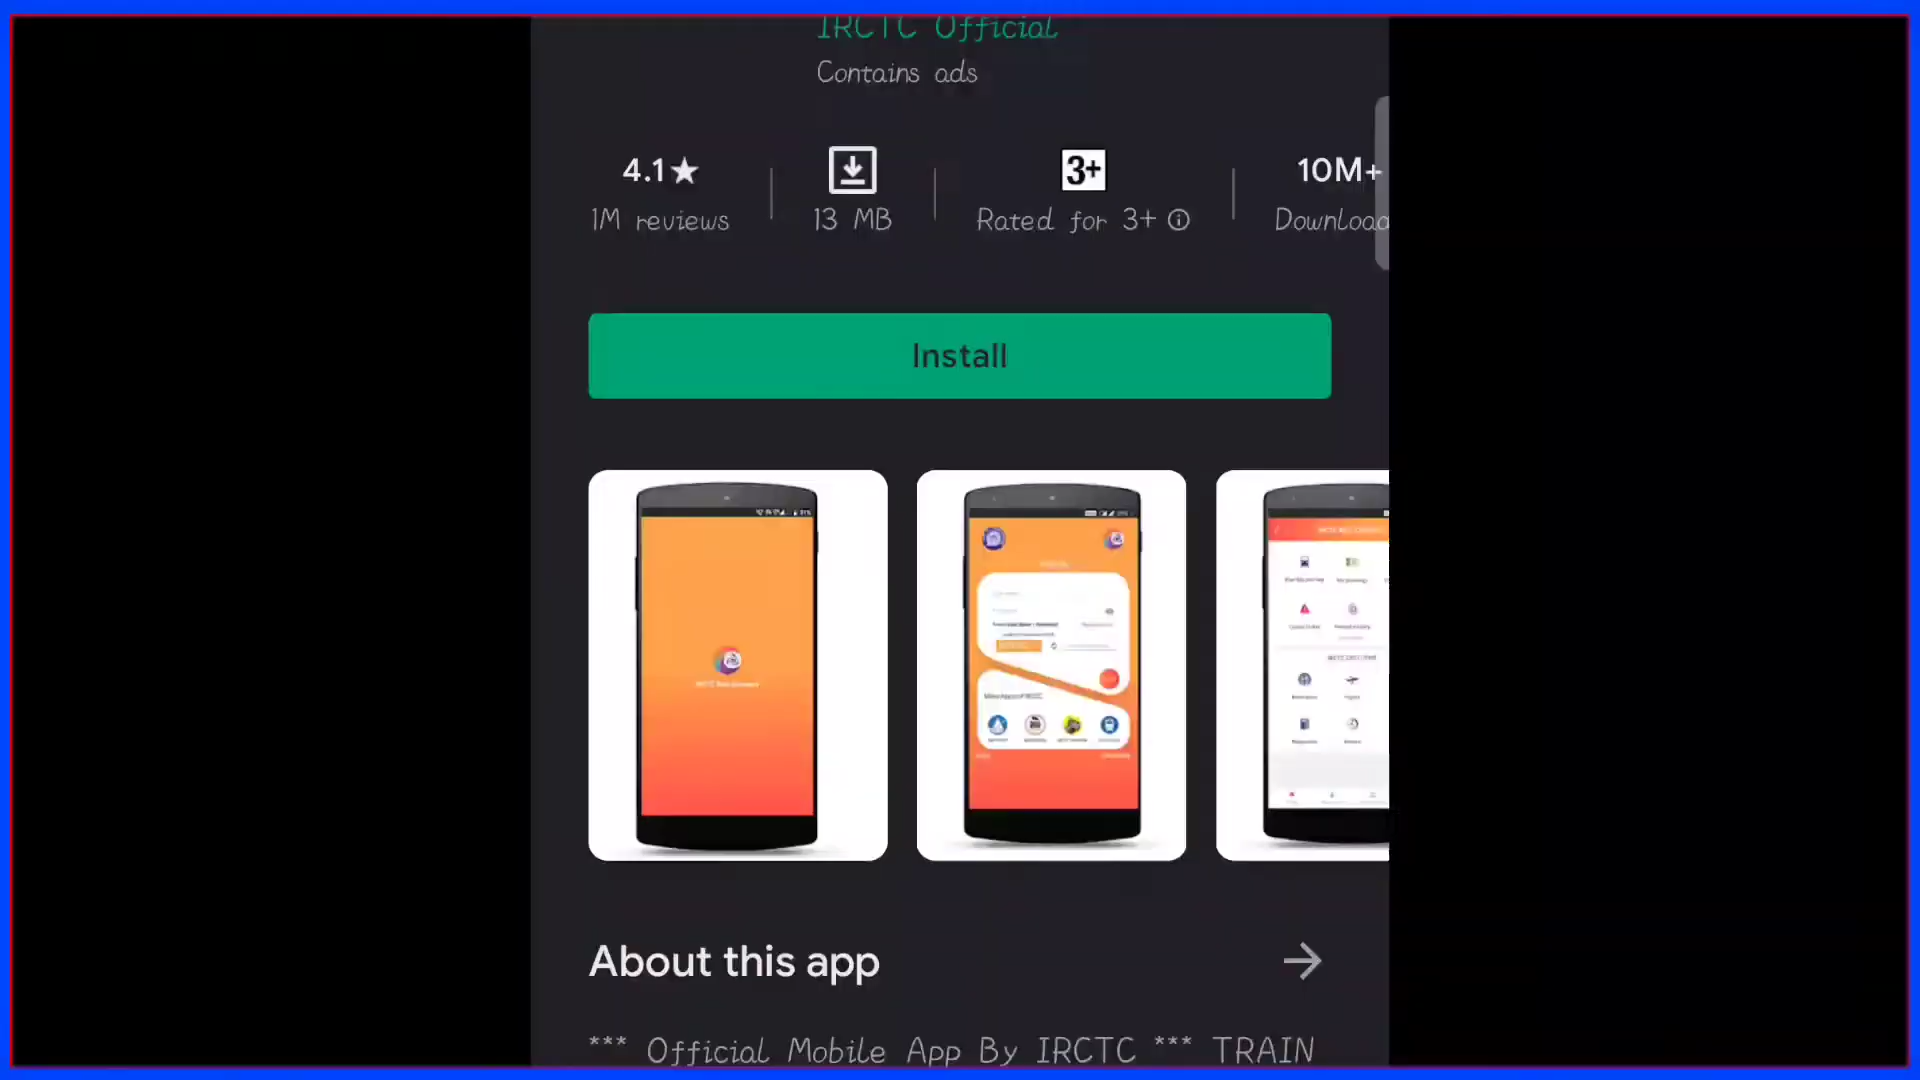 IRCTC Official
Contains ads
4.1★
1M reviews
13 MB
3+
Rated for 3+
10M+
Download
Install
About this app
*** Official Mobile App By IRCTC *** TRAIN